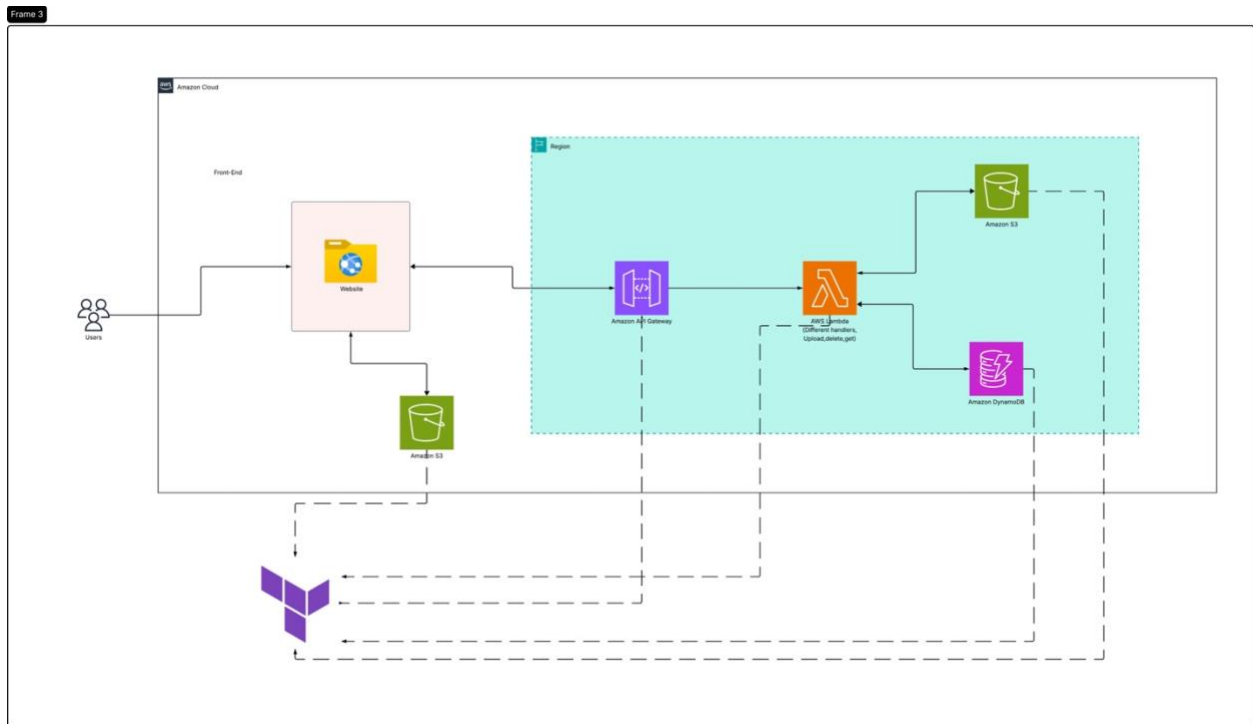 Frame 3
aws
Amazon Cloud
Region
Front-End
Amazon S3
Website
Amazon API Gateway
AWS Lambda
(Different handlers,
Upload,delete,get)
Users
Amazon DynamoDB
Amazon S3